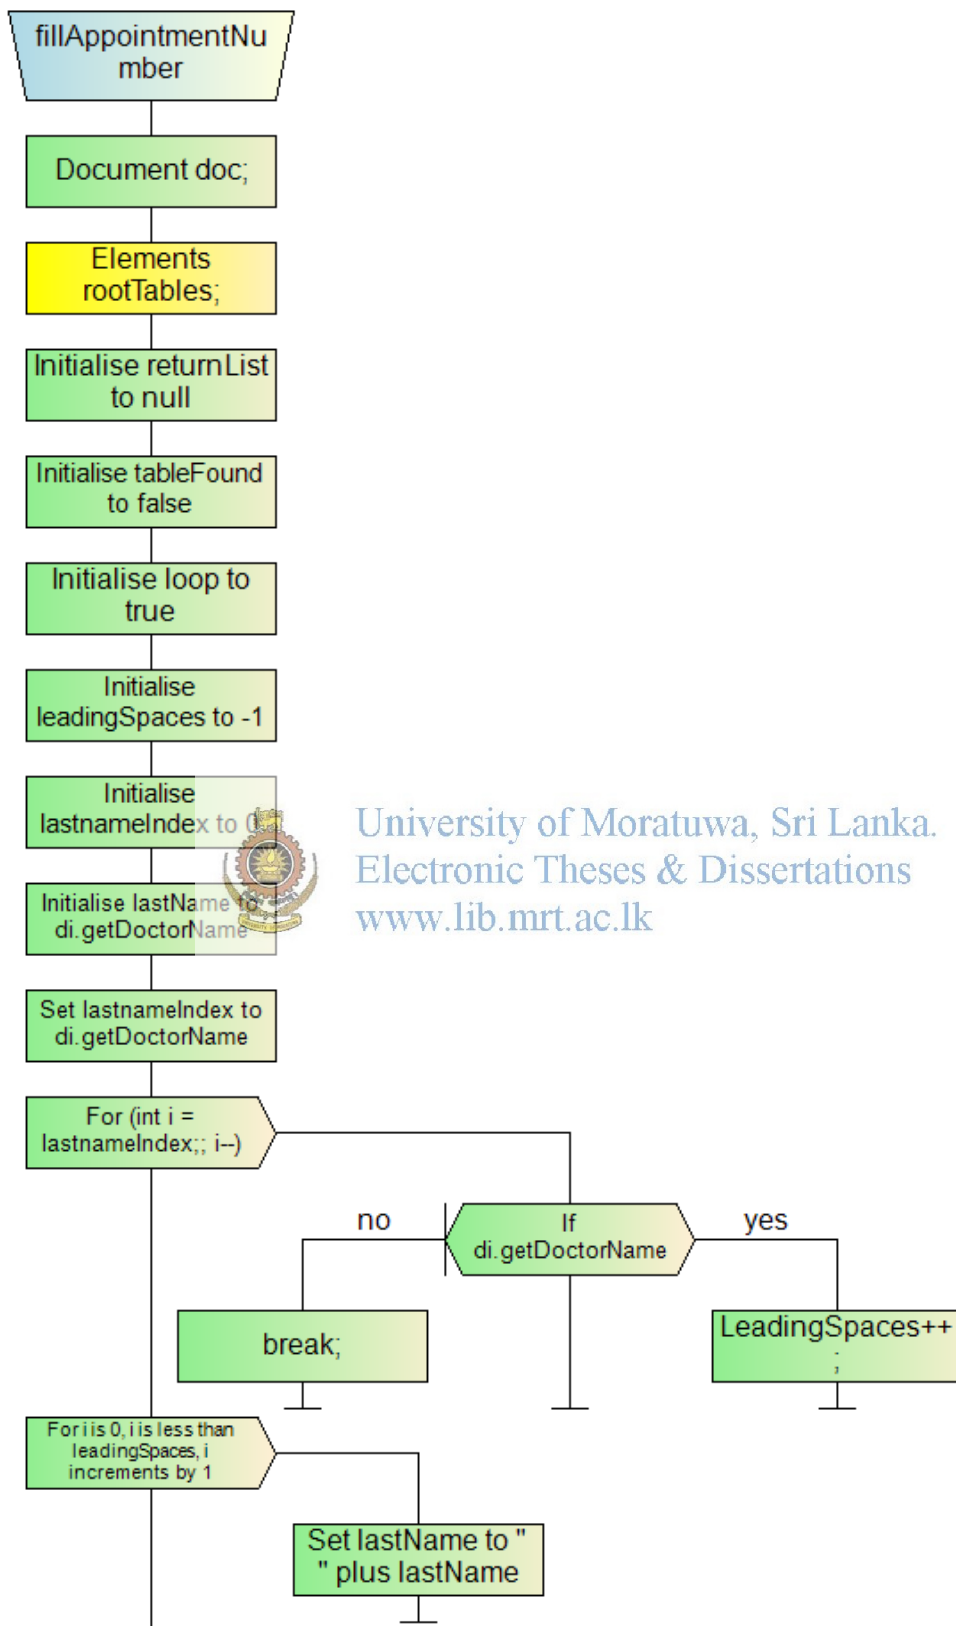 fillAppointmentNu
mber
Document doc;
Elements
rootTables;
Initialise returnList
to null
Initialise tableFound
to false
Initialise loop to
true
Initialise
leadingSpaces to -1
Initialise
lastnameIndex to 0
University of Moratuwa, Sri Lanka.
Electronic Theses & Dissertations
www.lib.mrt.ac.lk
Initialise lastName to
di.getDoctorName
Set lastnameIndex to
di.getDoctorName
For (int i =
lastnameIndex;; i--)
no
If
di.getDoctorName
yes
break;
LeadingSpaces++
;
For i is 0, i is less than
leadingSpaces, i
increments by 1
Set lastName to "
" plus lastName